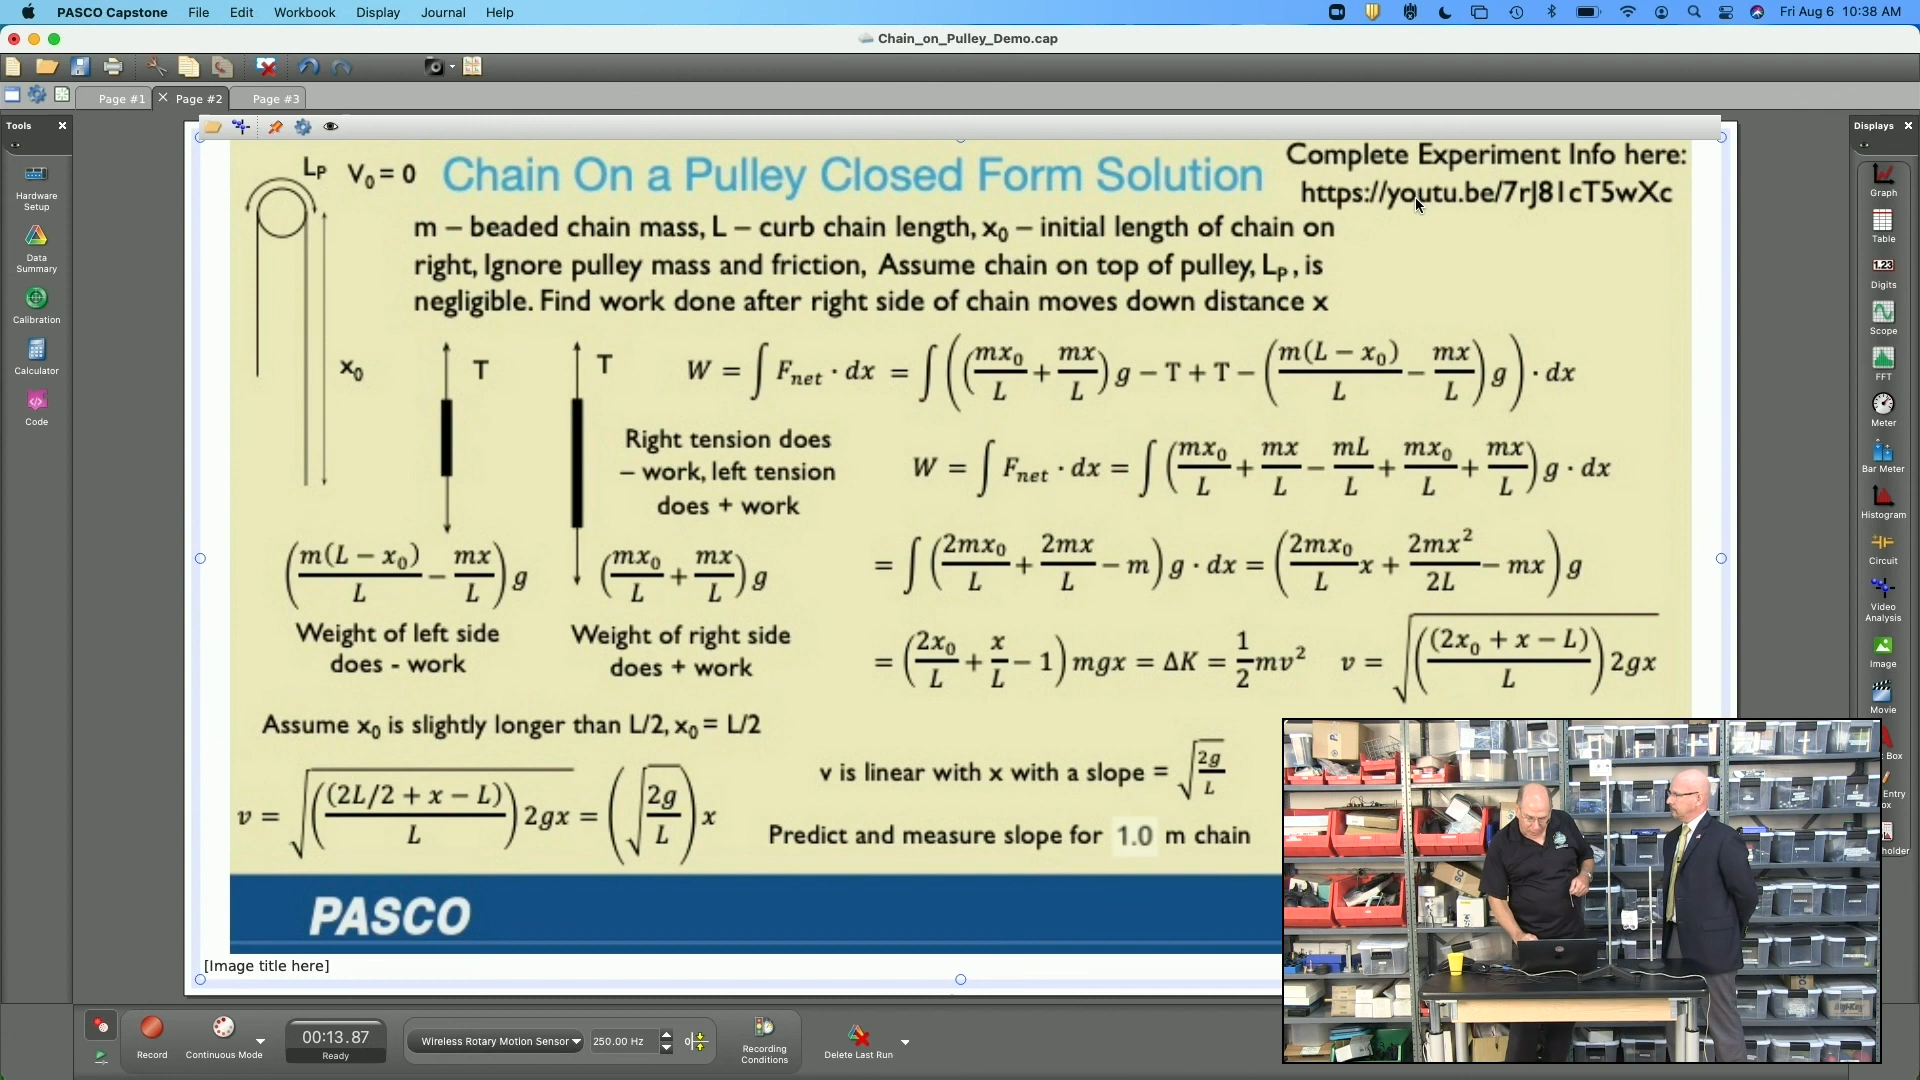 PASCO Capstone File Edit Workbook Display Journal Help
Fri Aug 6 10:38 AM
Chain_on_Pulley_Demo.cap
Page #1 Page #2 Page #3
Tools
Hardware
Setup
Data
Summary
Calibration
Calculator
Code
Displays
Graph
Table
1.23
Digits
Scope
FFT
Meter
Bar Meter
Histogram
Circuit
Video
Analysis
Image
Movie
Box
Entry
ox
holder
Lₚ V₀ = 0
Chain On a Pulley Closed Form Solution
Complete Experiment Info here:
https://youtu.be/7rJ81cT5wXc
m – beaded chain mass, L – curb chain length, x₀ – initial length of chain on
right, Ignore pulley mass and friction, Assume chain on top of pulley, Lₚ, is
negligible. Find work done after right side of chain moves down distance x
x₀
T
T
W = ∫ F_net · dx = ∫ ((mx₀/L + mx/L) g − T + T − (m(L − x₀)/L − mx/L) g) · dx
Right tension does
– work, left tension
does + work
W = ∫ F_net · dx = ∫ (mx₀/L + mx/L − mL/L + mx₀/L + mx/L) g · dx
(m(L − x₀)/L − mx/L) g
(mx₀/L + mx/L) g
= ∫ (2mx₀/L + 2mx/L − m) g · dx = (2mx₀/L x + 2mx²/2L − mx) g
Weight of left side
does - work
Weight of right side
does + work
= (2x₀/L + x/L − 1) mgx = ΔK = 1/2 mv² v = √(((2x₀ + x − L)/L) 2gx)
Assume x₀ is slightly longer than L/2, x₀ = L/2
v = √(((2L/2 + x − L)/L) 2gx) = (√(2g/L)) x
v is linear with x with a slope = √(2g/L)
Predict and measure slope for 1.0 m chain
PASCO
[Image title here]
Record
Continuous Mode
00:13.87
Ready
Wireless Rotary Motion Sensor
250.00 Hz
0
Recording
Conditions
Delete Last Run